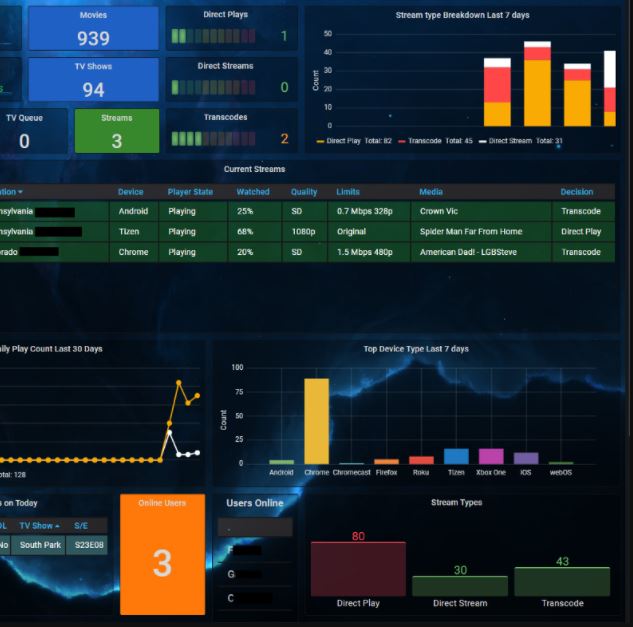 Movies
939
Direct Plays
1
Stream type Breakdown Last 7 days
TV Shows
94
Direct Streams
0
TV Queue
0
Streams
3
Transcodes
2
Count
50
40
30
20
10
0
Direct Play Total: 82 Transcode Total: 45 Direct Stream Total: 31
Current Streams
Device Player State Watched Quality Limits Media Decision
nsylvania Android Playing 25% SD 0.7 Mbps 328p Crown Vic Transcode
nsylvania Tizen Playing 68% 1080p Original Spider Man Far From Home Direct Play
rado Chrome Playing 20% SD 1.5 Mbps 480p American Dad! - LGBSteve Transcode
ily Play Count Last 30 Days
otal: 128
Top Device Type Last 7 days
Count
100
75
50
25
0
Android Chrome Chromecast Firefox Roku Tizen Xbox One iOS webOS
s on Today
OL TV Show S/E
No South Park S23E08
Online Users
3
Users Online
F
G
C
Stream Types
80
30
43
Direct Play Direct Stream Transcode